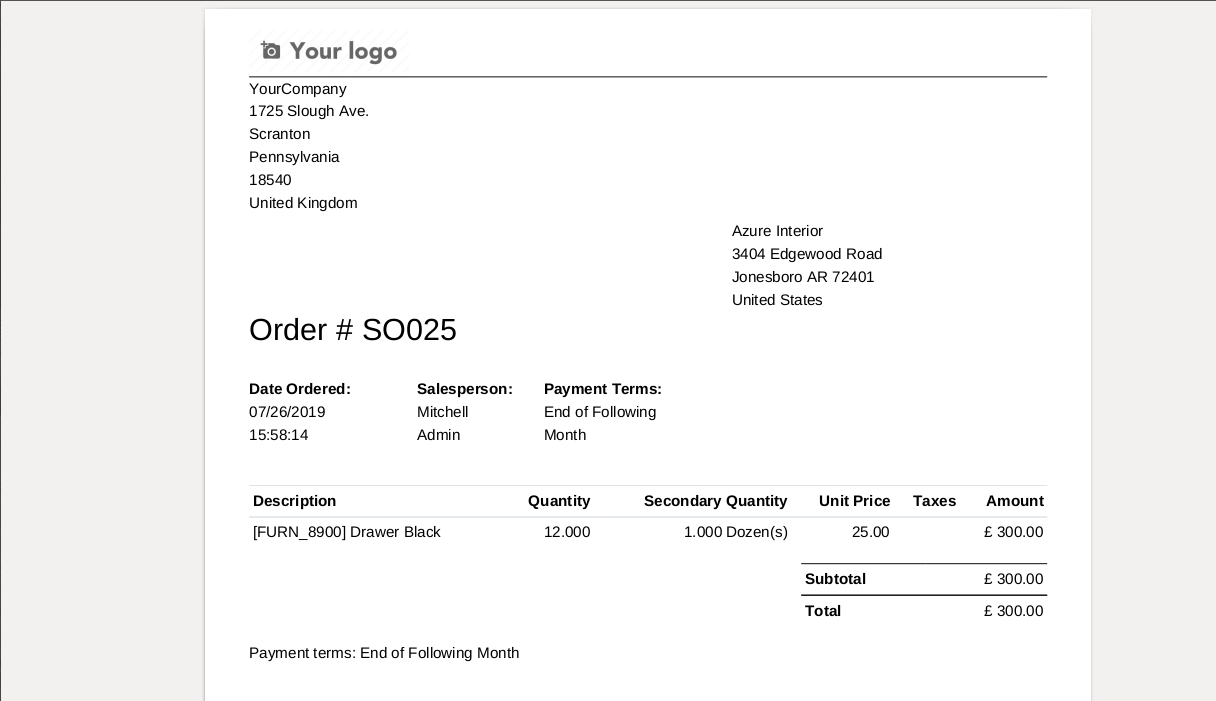 Your logo
YourCompany
1725 Slough Ave.
Scranton
Pennsylvania
18540
United Kingdom
Azure Interior
3404 Edgewood Road
Jonesboro AR 72401
United States
Order # SO025
Date Ordered: Salesperson: Payment Terms:
07/26/2019 Mitchell End of Following
15:58:14 Admin Month
Description Quantity Secondary Quantity Unit Price Taxes Amount
[FURN_8900] Drawer Black 12.000 1.000 Dozen(s) 25.00 £ 300.00
Subtotal £ 300.00
Total £ 300.00
Payment terms: End of Following Month